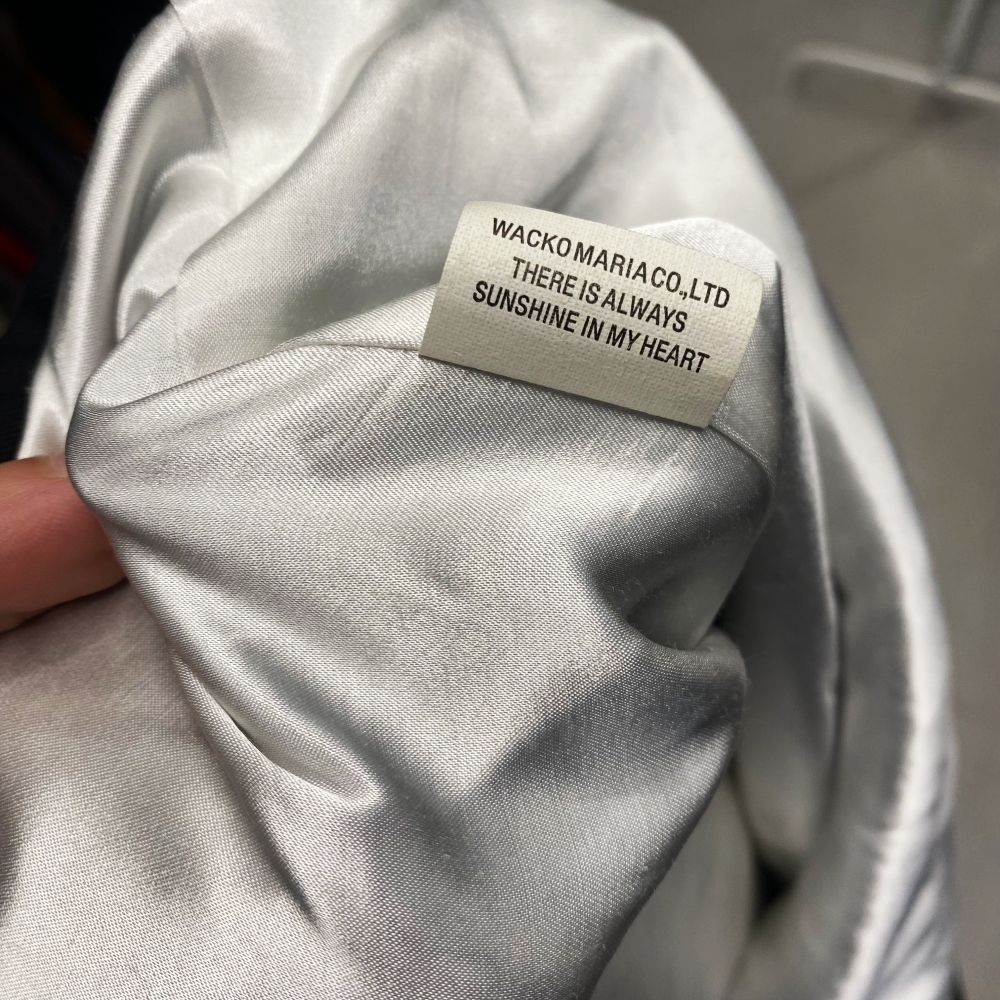 WACKO MARIA CO.,LTD
THERE IS ALWAYS
SUNSHINE IN MY HEART